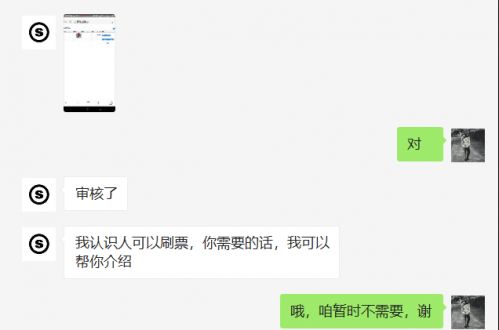 对
审核了
我认识人可以刷票，你需要的话，我可以
帮你介绍
哦，咱暂时不需要，谢